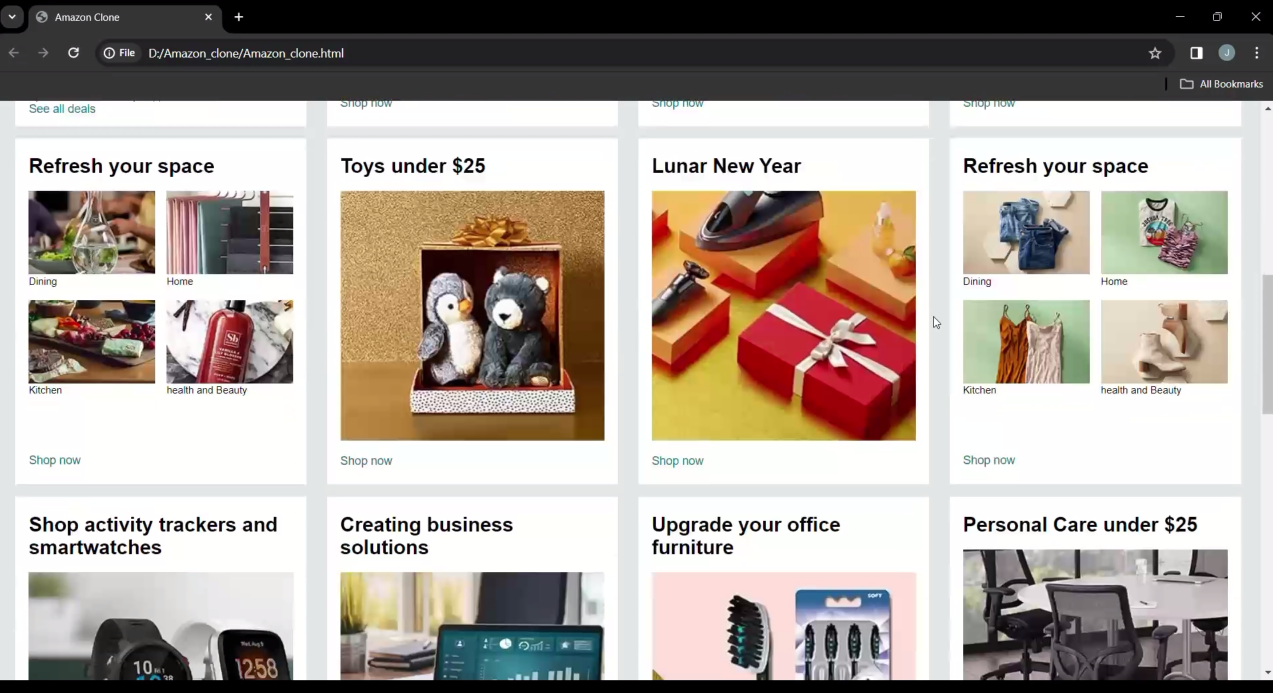 Amazon Clone
File
D:/Amazon_clone/Amazon_clone.html
J
All Bookmarks
See all deals
Shop now
Shop now
Shop now
Refresh your space
Toys under $25
Lunar New Year
Refresh your space
Dining
Home
Dining
Home
Kitchen
health and Beauty
Kitchen
health and Beauty
Shop now
Shop now
Shop now
Shop now
Shop activity trackers and
smartwatches
Creating business
solutions
Upgrade your office
furniture
Personal Care under $25
SOFT
10
12:58